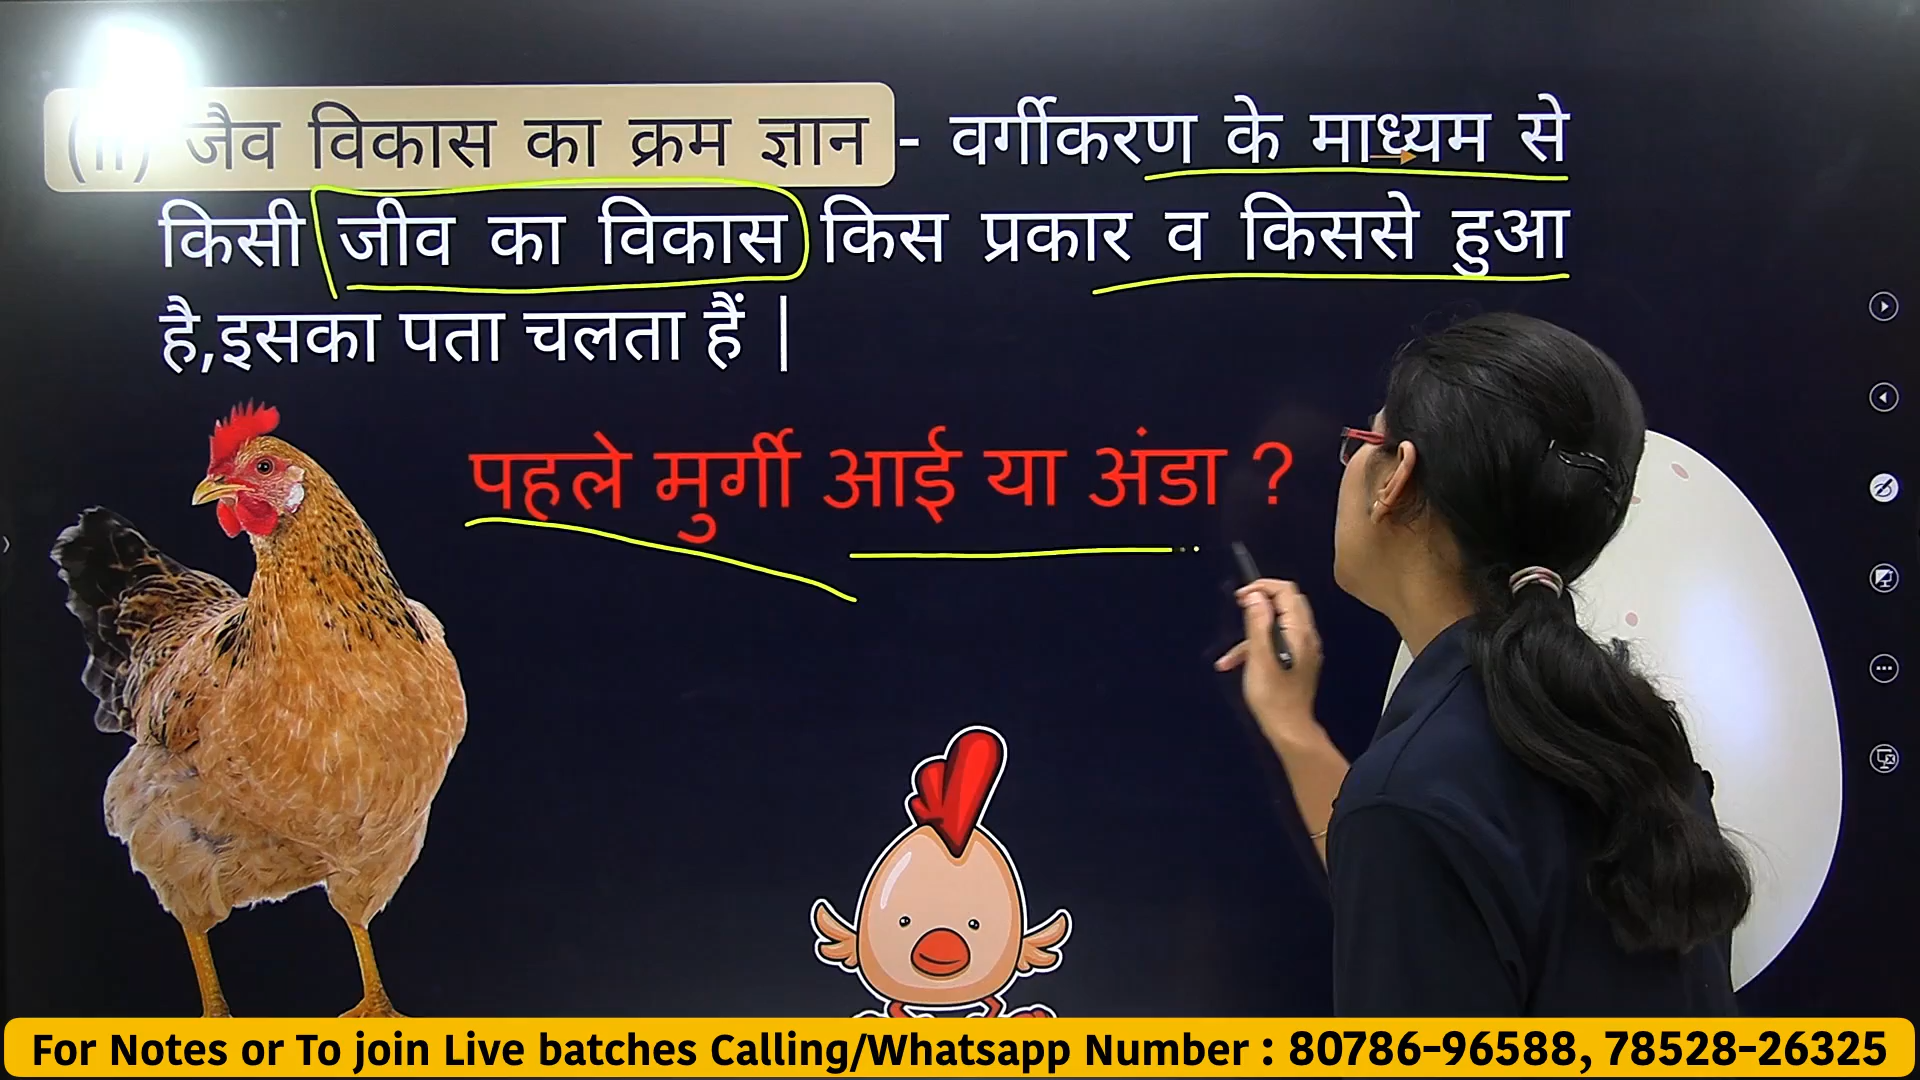 (ii) जैव विकास का क्रम ज्ञान - वर्गीकरण के माध्यम से
किसी जीव का विकास किस प्रकार व किससे हुआ
है,इसका पता चलता हैं |
पहले मुर्गी आई या अंडा ?
For Notes or To join Live batches Calling/Whatsapp Number : 80786-96588, 78528-26325